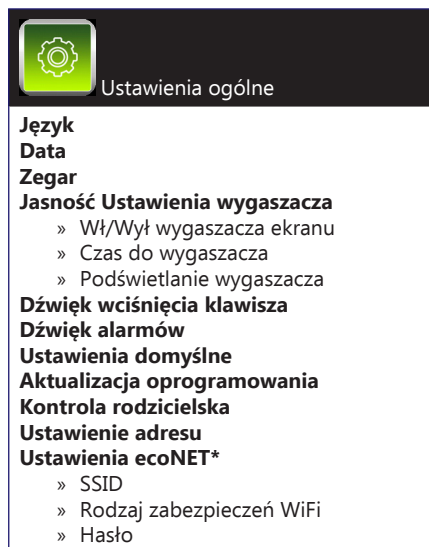 Ustawienia ogólne
Język
Data
Zegar
Jasność Ustawienia wygaszacza
» Wł/Wył wygaszacza ekranu
» Czas do wygaszacza
» Podświetlanie wygaszacza
Dźwięk wciśnięcia klawisza
Dźwięk alarmów
Ustawienia domyślne
Aktualizacja oprogramowania
Kontrola rodzicielska
Ustawienie adresu
Ustawienia ecoNET*
» SSID
» Rodzaj zabezpieczeń WiFi
» Hasło